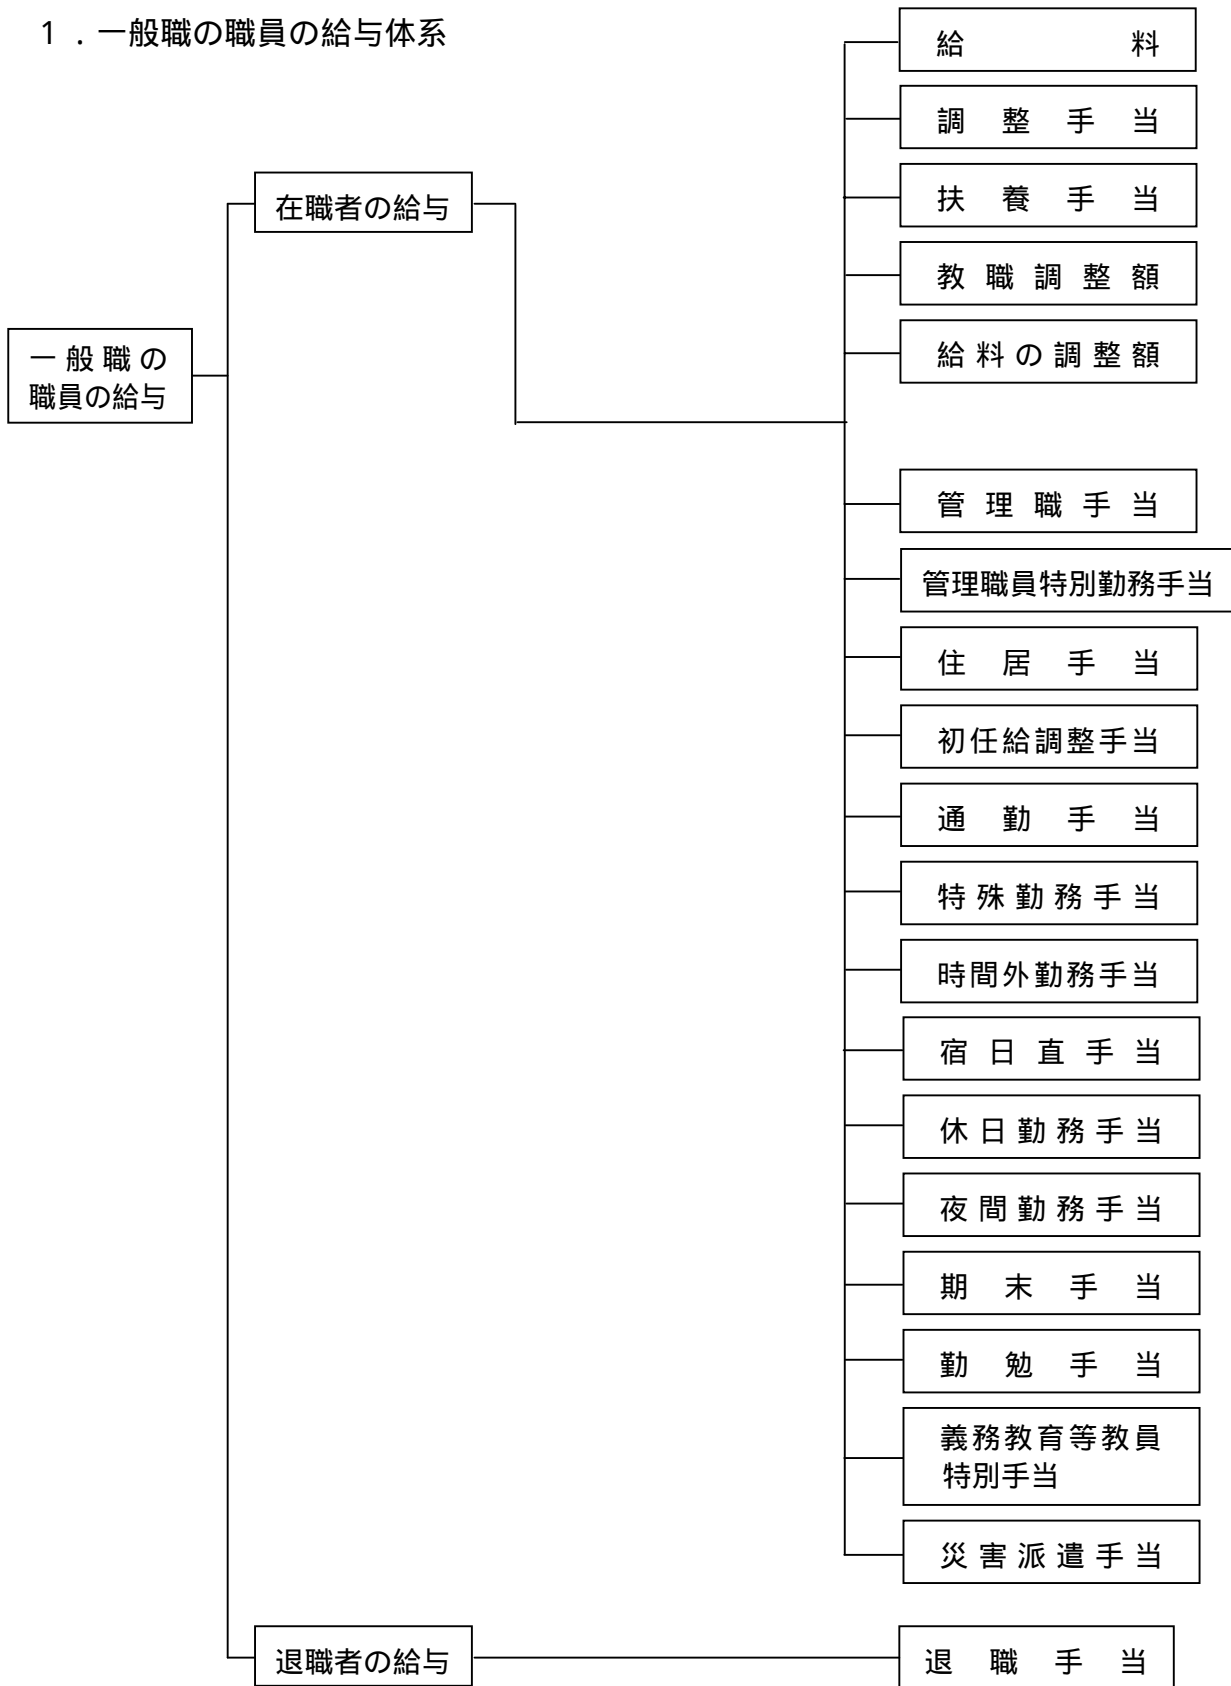 1．一般職の職員の給与体系
給料
調整手当
扶養手当
教職調整額
給料の調整額
管理職手当
管理職員特別勤務手当
住居手当
初任給調整手当
通勤手当
特殊勤務手当
時間外勤務手当
宿日直手当
休日勤務手当
夜間勤務手当
期末手当
勤勉手当
義務教育等教員
特別手当
災害派遣手当
在職者の給与
一般職の
職員の給与
退職者の給与
退職手当